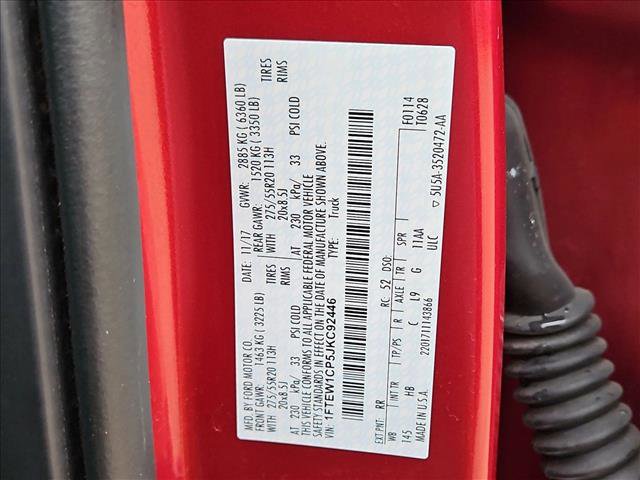 MFD. BY FORD MOTOR CO.
DATE: 11/17 GVWR: 2885 KG ( 6360 LB)
FRONT GAWR: 1463 KG ( 3225 LB) REAR GAWR: 1520 KG ( 3350 LB)
WITH 275/55R20 113H WITH 275/55R20 113H TIRES
20x8.5J 20x8.5J RIMS
AT 230 kPa/ 33 PSI COLD AT 230 kPa/ 33 PSI COLD
THIS VEHICLE CONFORMS TO ALL APPLICABLE FEDERAL MOTOR VEHICLE
SAFETY STANDARDS IN EFFECT ON THE DATE OF MANUFACTURE SHOWN ABOVE.
VIN: 1FTEW1CP5JKC92446
TYPE: Truck
EXT PNT: RR RC: 52 DSO: F0114
WB INT TR TP/PS R AXLE TR SPR F0628
145 HB C L9 G 11AA
MADE IN U.S.A. 2201711143866 ULC ▽ 5U5A-3520472-AA
TIRES
RIMS